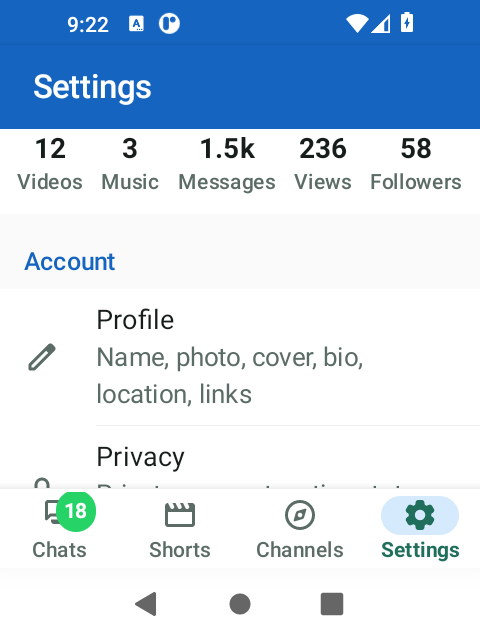 9:22
Settings
12 3 1.5k 236 58
Videos Music Messages Views Followers
Account
Profile
Name, photo, cover, bio,
location, links
Privacy
18
Chats Shorts Channels Settings